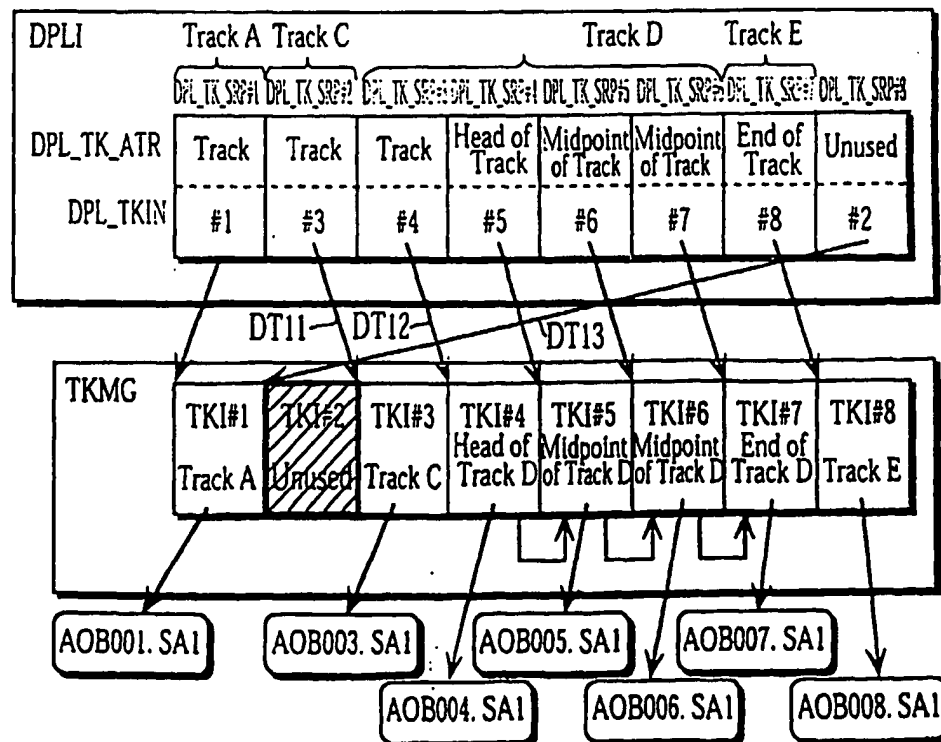 DPLI
Track A Track C Track D Track E
DPL_TK_SRP#1 DPL_TK_SRP#2 DPL_TK_SRP#4 DPL_TK_SRP#5 DPL_TK_SRP#8
DPL_TK_ATR Track Track Track Head of Track Midpoint of Track Midpoint of Track End of Track Unused
DPL_TKIN #1 #3 #4 #5 #6 #7 #8 #2
DT11 DT12 DT13
TKMG
TKI#1 TKI#2 TKI#3 TKI#4 TKI#5 TKI#6 TKI#7 TKI#8
Track A Unused Track C Head of Track D Midpoint of Track D Midpoint of Track D End of Track D Track E
AOB001. SA1 AOB003. SA1 AOB005. SA1 AOB007. SA1
AOB004. SA1 AOB006. SA1 AOB008. SA1